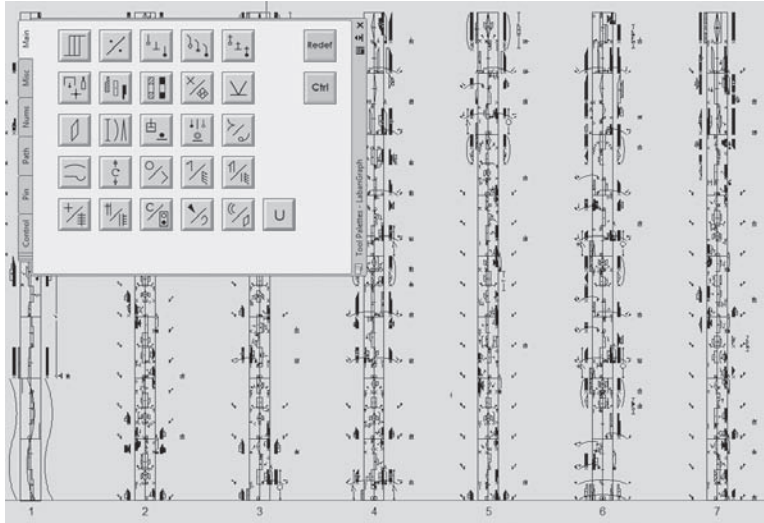 Main
Misc
Nums
Path
Pin
Control
Redef
Ctrl
Tool Palettes - LabanGraph
1 2 3 4 5 6 7